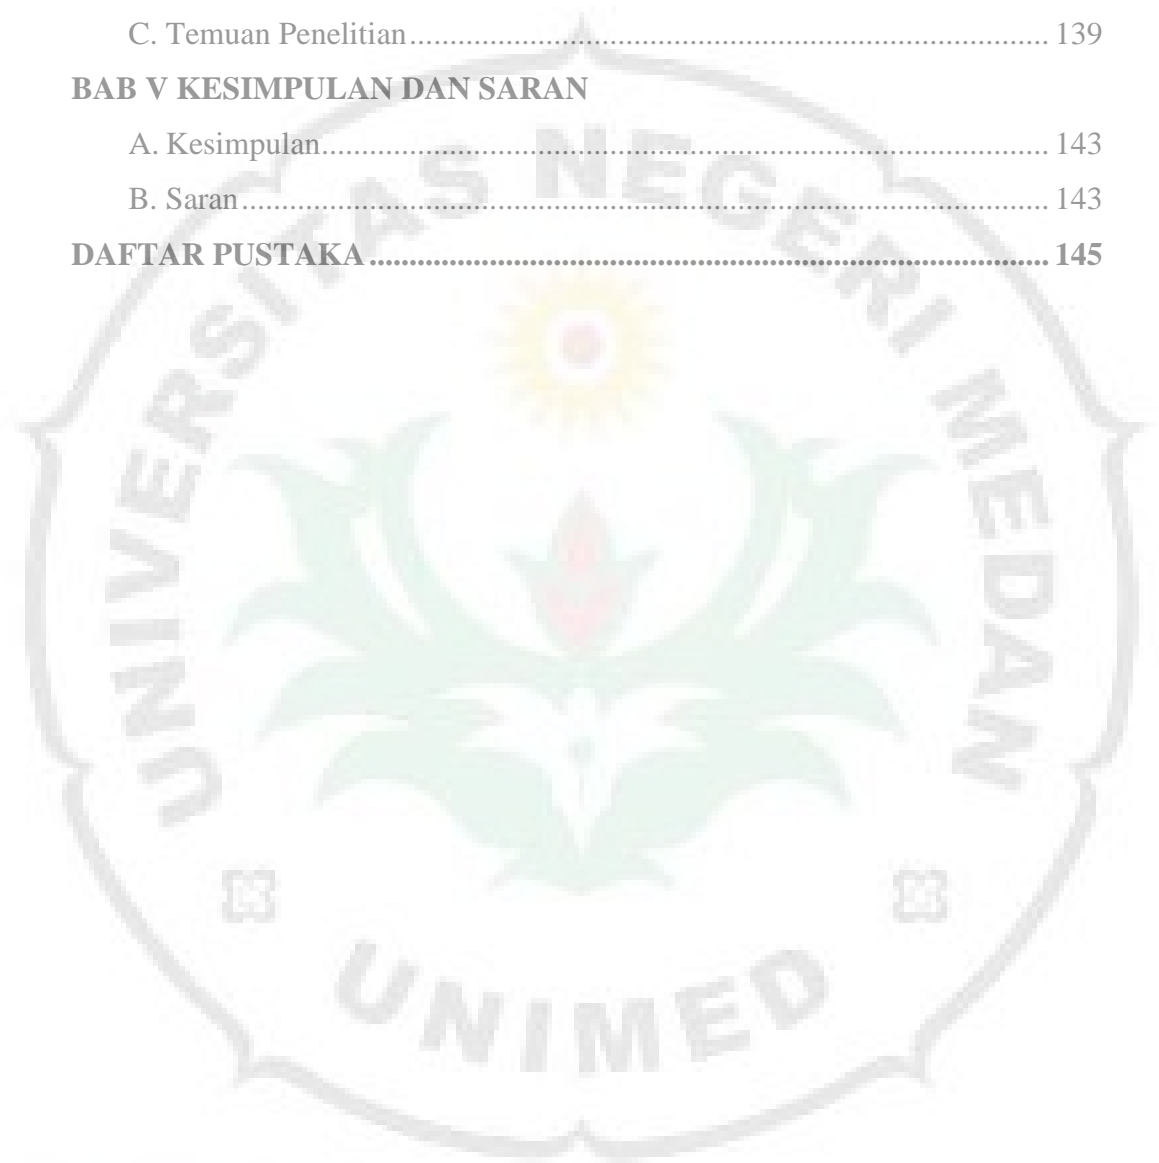 C. Temuan Penelitian........................................................................ 139
BAB V KESIMPULAN DAN SARAN
A. Kesimpulan.................................................................................. 143
B. Saran............................................................................................ 143
DAFTAR PUSTAKA.......................................................................... 145
UNIVERSITAS NEGERI MEDAN
UNIMED